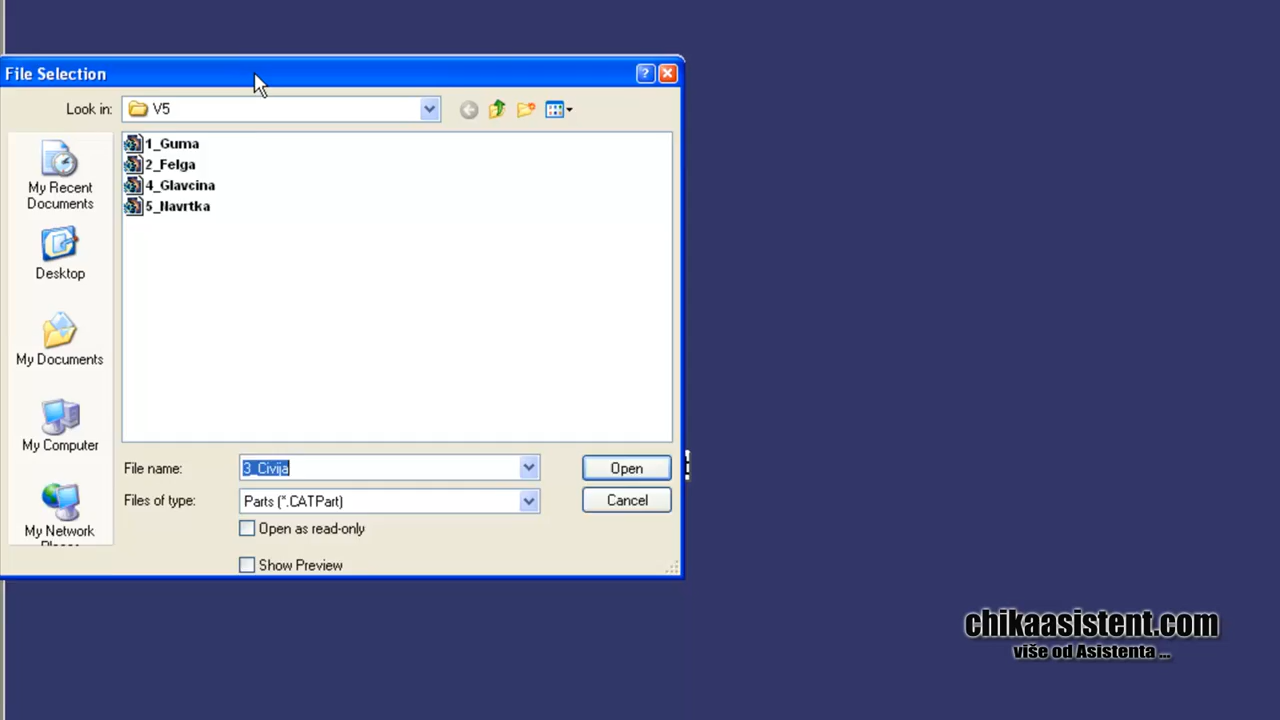 File Selection
Look in: V5
1_Guma
2_Felga
4_Glavcina
5_Navrtka
My Recent
Documents
Desktop
My Documents
My Computer
My Network
File name: 3_Civija Open
Files of type: Parts (*.CATPart) Cancel
Open as read-only
Show Preview
chikaasistent.com
više od Asistenta ...